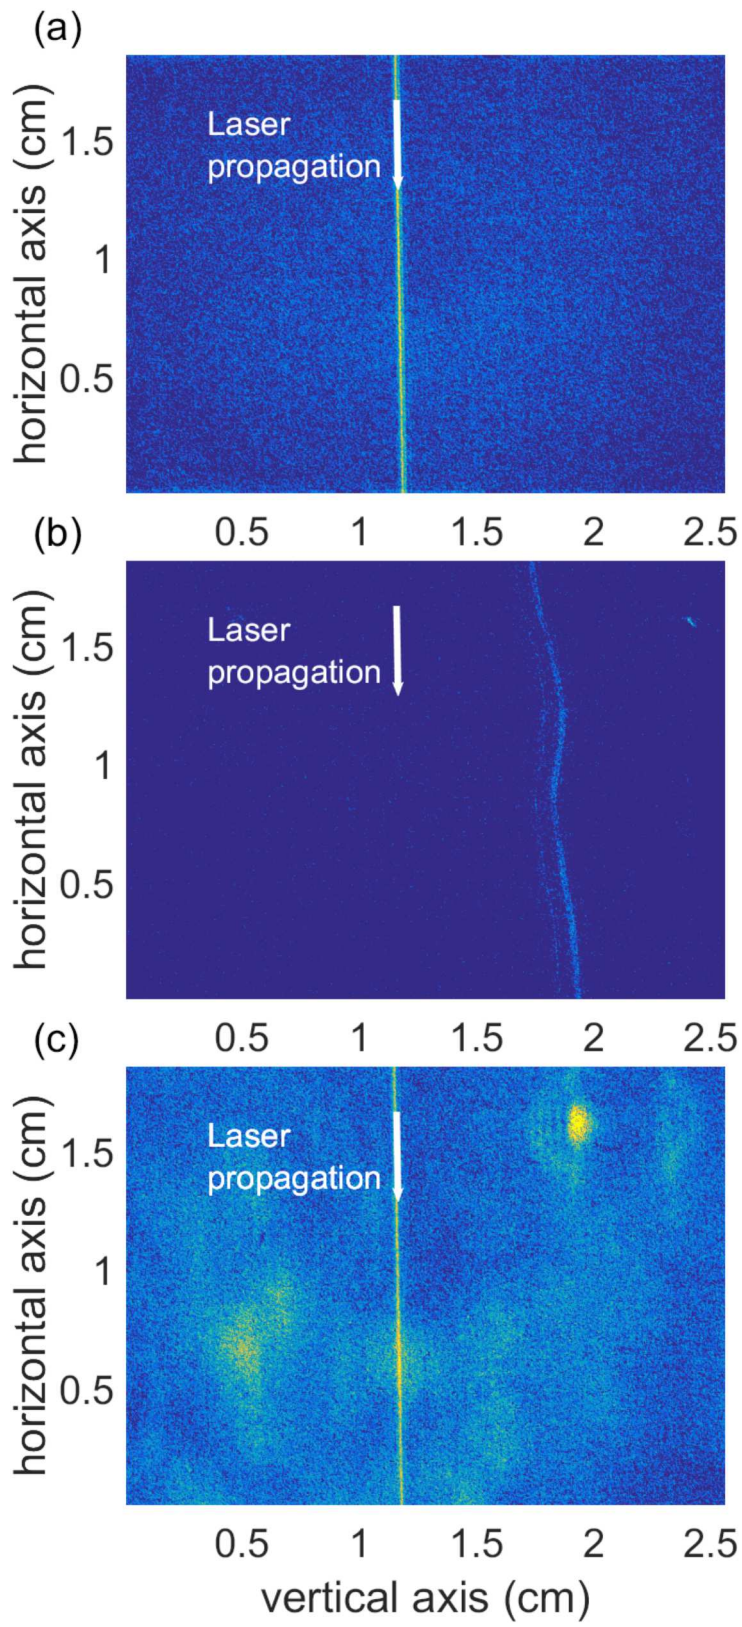 (a)
horizontal axis (cm)
1.5
1
0.5
Laser
propagation
0.5 1 1.5 2 2.5
(b)
horizontal axis (cm)
1.5
1
0.5
Laser
propagation
0.5 1 1.5 2 2.5
(c)
horizontal axis (cm)
1.5
1
0.5
Laser
propagation
0.5 1 1.5 2 2.5
vertical axis (cm)